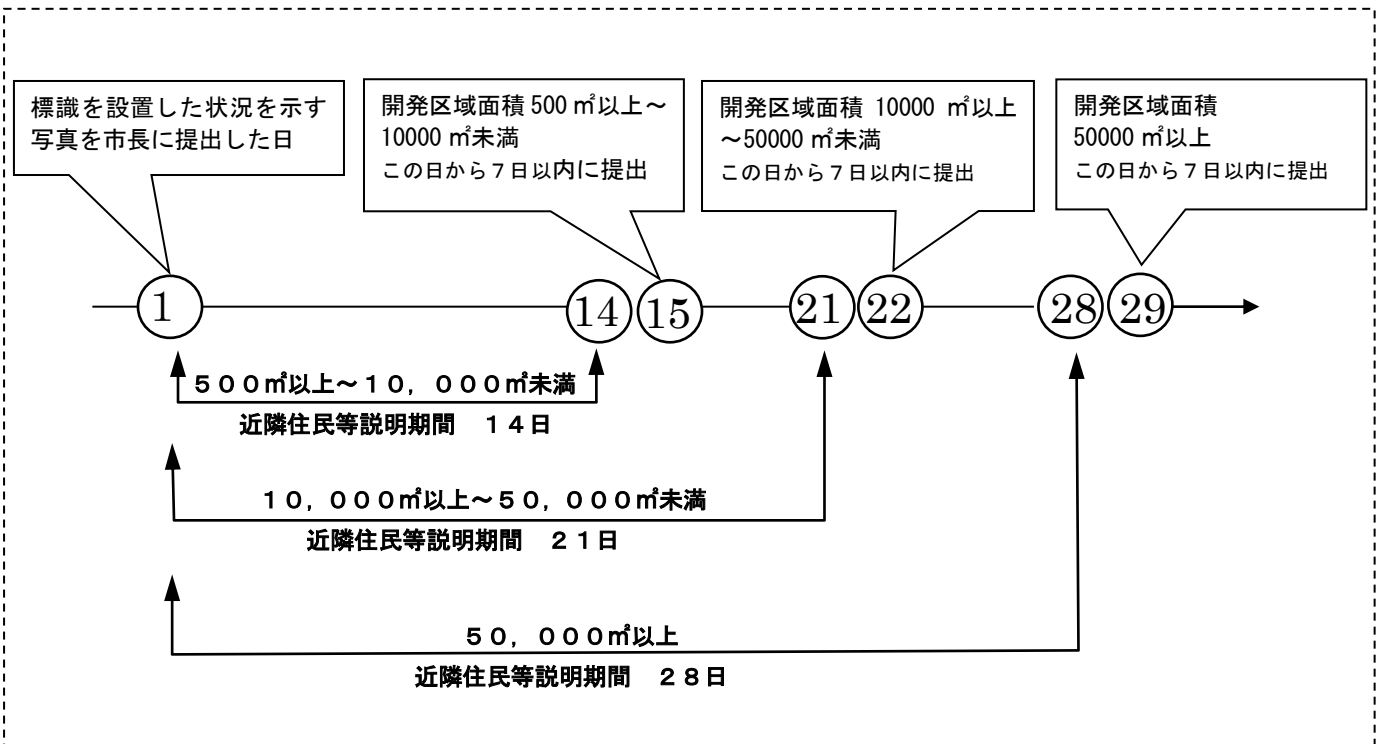 標識を設置した状況を示す
写真を市長に提出した日
開発区域面積 500 ㎡以上～
10000 ㎡未満
この日から７日以内に提出
開発区域面積 10000 ㎡以上
～50000 ㎡未満
この日から７日以内に提出
開発区域面積
50000 ㎡以上
この日から７日以内に提出
1
14
15
21
22
28
29
５００㎡以上～１０，０００㎡未満
近隣住民等説明期間　１４日
１０，０００㎡以上～５０，０００㎡未満
近隣住民等説明期間　２１日
５０，０００㎡以上
近隣住民等説明期間　２８日